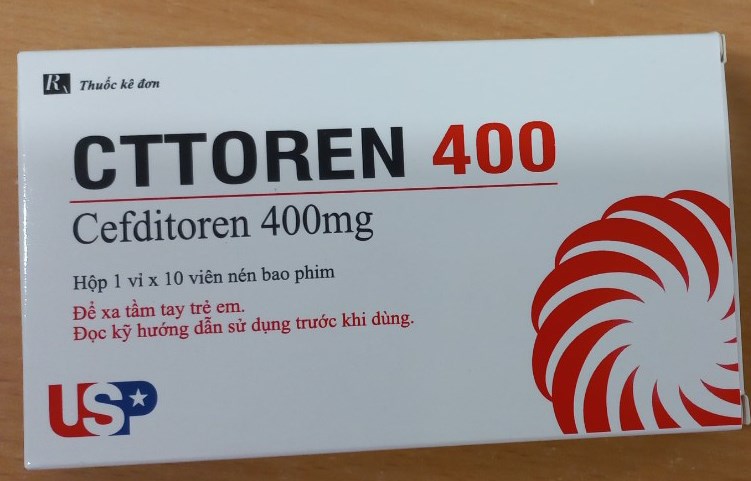 Rx Thuốc kê đơn
CTTOREN 400
Cefditoren 400mg
Hộp 1 vỉ x 10 viên nén bao phim
Để xa tầm tay trẻ em.
Đọc kỹ hướng dẫn sử dụng trước khi dùng.
USP